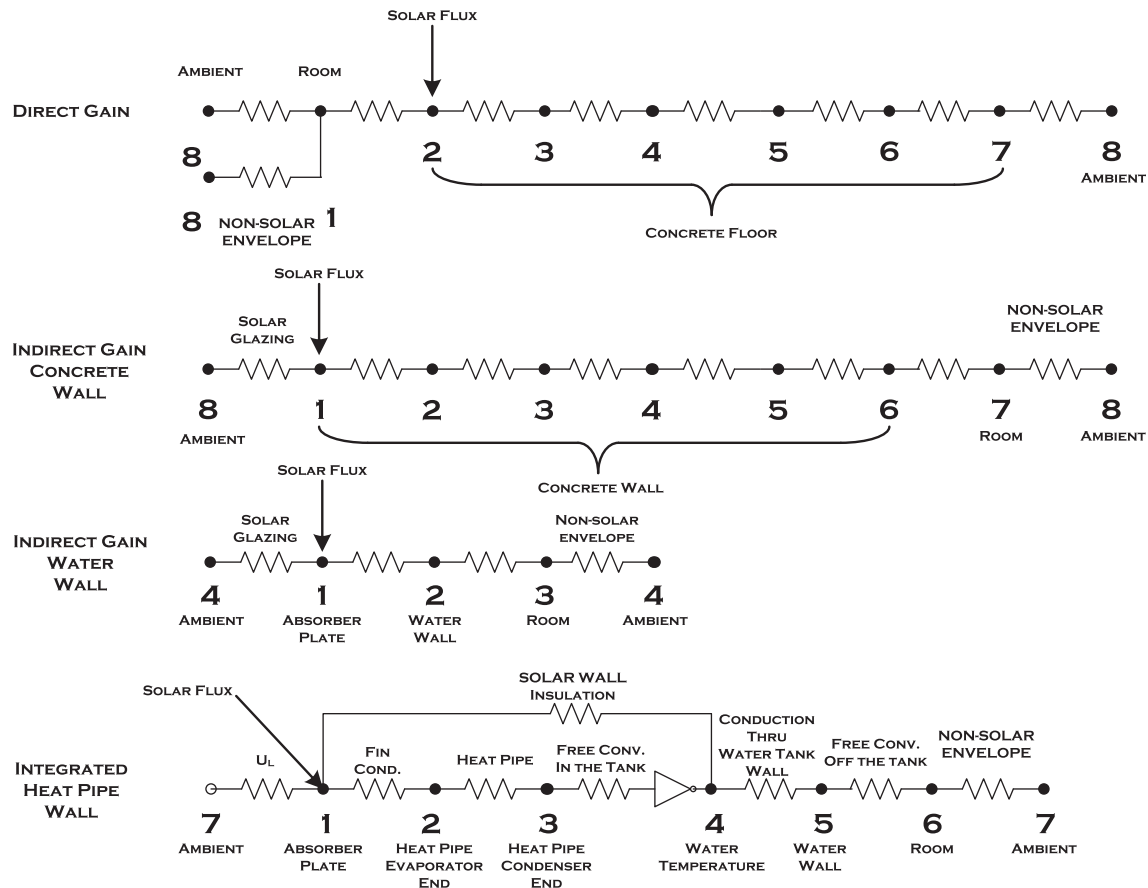 SOLAR FLUX
AMBIENT ROOM
DIRECT GAIN
8 2 3 4 5 6 7 8
AMBIENT
8 NON-SOLAR ENVELOPE 1
CONCRETE FLOOR
SOLAR FLUX
SOLAR
GLAZING
NON-SOLAR
ENVELOPE
INDIRECT GAIN
CONCRETE
WALL
8 1 2 3 4 5 6 7 8
AMBIENT ROOM AMBIENT
CONCRETE WALL
SOLAR FLUX
SOLAR
GLAZING
NON-SOLAR
ENVELOPE
INDIRECT GAIN
WATER
WALL
4 1 2 3 4
AMBIENT
ABSORBER
PLATE
WATER
WALL
ROOM
AMBIENT
SOLAR FLUX
SOLAR WALL
INSULATION
INTEGRATED
HEAT PIPE
WALL
UL
FIN
COND.
HEAT PIPE
FREE CONV.
IN THE TANK
CONDUCTION
THRU
WATER TANK
WALL
FREE CONV.
OFF THE TANK
NON-SOLAR
ENVELOPE
7 1 2 3 4 5 6 7
AMBIENT
ABSORBER
PLATE
HEAT PIPE
EVAPORATOR
END
HEAT PIPE
CONDENSER
END
WATER
TEMPERATURE
WATER
WALL
ROOM
AMBIENT